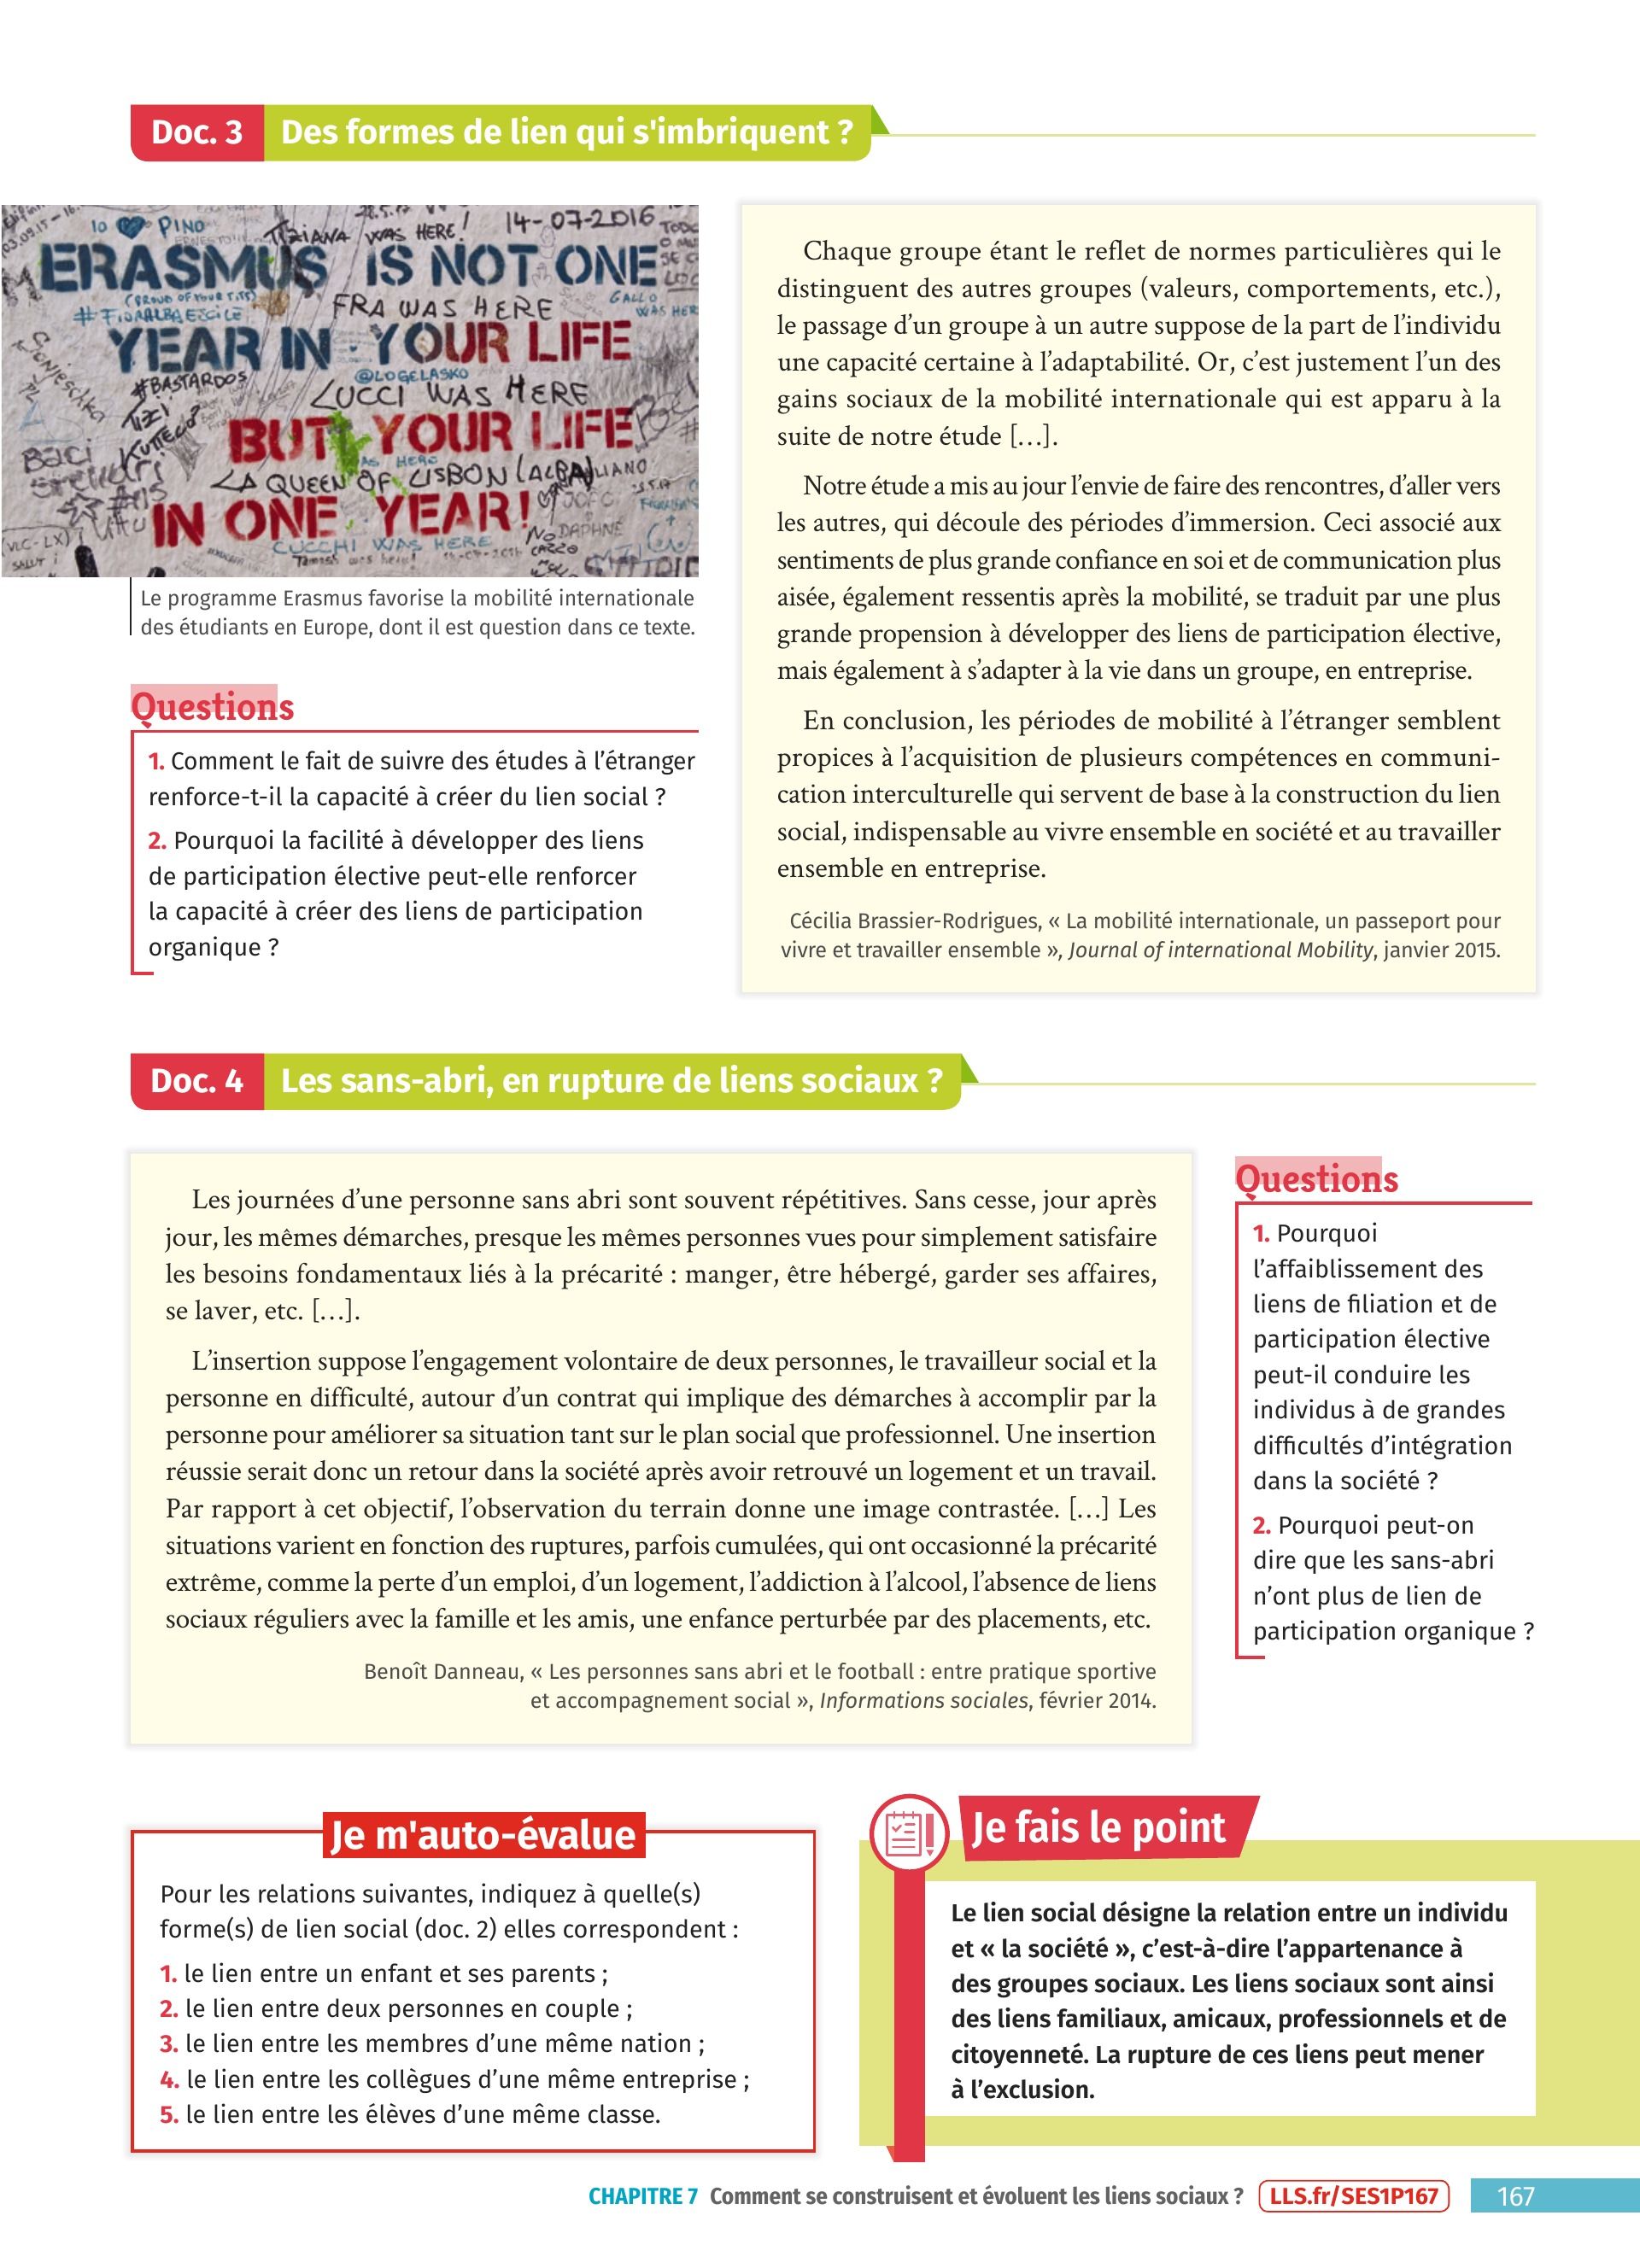 Doc. 3 Des formes de lien qui s'imbriquent ?
IO PINO
TIZIANA WAS HERE!
14-07-2016
ERASMUS IS NOT ONE
(PROUD OF YOUR TITS)
FRA WAS HERE
GALLO
WAS HER
YEAR IN YOUR LIFE
#BASTARDOS
@LOGELASKO
LUCCI WAS HERE
BUT YOUR LIFE
Baci
LA QUEEN OF LISBON (ALBA)
IN ONE YEAR!
DAPHNE
(VLC-LX)
CUCCHI WAS HERE
SALUT
Le programme Erasmus favorise la mobilité internationale
des étudiants en Europe, dont il est question dans ce texte.
Questions
1. Comment le fait de suivre des études à l’étranger
renforce-t-il la capacité à créer du lien social ?
2. Pourquoi la facilité à développer des liens
de participation élective peut-elle renforcer
la capacité à créer des liens de participation
organique ?
Chaque groupe étant le reflet de normes particulières qui le
distinguent des autres groupes (valeurs, comportements, etc.),
le passage d’un groupe à un autre suppose de la part de l’individu
une capacité certaine à l’adaptabilité. Or, c’est justement l’un des
gains sociaux de la mobilité internationale qui est apparu à la
suite de notre étude […].
Notre étude a mis au jour l’envie de faire des rencontres, d’aller vers
les autres, qui découle des périodes d’immersion. Ceci associé aux
sentiments de plus grande confiance en soi et de communication plus
aisée, également ressentis après la mobilité, se traduit par une plus
grande propension à développer des liens de participation élective,
mais également à s’adapter à la vie dans un groupe, en entreprise.
En conclusion, les périodes de mobilité à l’étranger semblent
propices à l’acquisition de plusieurs compétences en communi-
cation interculturelle qui servent de base à la construction du lien
social, indispensable au vivre ensemble en société et au travailler
ensemble en entreprise.
Cécilia Brassier-Rodrigues, « La mobilité internationale, un passeport pour
vivre et travailler ensemble », Journal of international Mobility, janvier 2015.
Doc. 4 Les sans-abri, en rupture de liens sociaux ?
Les journées d’une personne sans abri sont souvent répétitives. Sans cesse, jour après
jour, les mêmes démarches, presque les mêmes personnes vues pour simplement satisfaire
les besoins fondamentaux liés à la précarité : manger, être hébergé, garder ses affaires,
se laver, etc. […].
L’insertion suppose l’engagement volontaire de deux personnes, le travailleur social et la
personne en difficulté, autour d’un contrat qui implique des démarches à accomplir par la
personne pour améliorer sa situation tant sur le plan social que professionnel. Une insertion
réussie serait donc un retour dans la société après avoir retrouvé un logement et un travail.
Par rapport à cet objectif, l’observation du terrain donne une image contrastée. […] Les
situations varient en fonction des ruptures, parfois cumulées, qui ont occasionné la précarité
extrême, comme la perte d’un emploi, d’un logement, l’addiction à l’alcool, l’absence de liens
sociaux réguliers avec la famille et les amis, une enfance perturbée par des placements, etc.
Benoît Danneau, « Les personnes sans abri et le football : entre pratique sportive
et accompagnement social », Informations sociales, février 2014.
Questions
1. Pourquoi
l’affaiblissement des
liens de filiation et de
participation élective
peut-il conduire les
individus à de grandes
difficultés d’intégration
dans la société ?
2. Pourquoi peut-on
dire que les sans-abri
n’ont plus de lien de
participation organique ?
Je m'auto-évalue
Pour les relations suivantes, indiquez à quelle(s)
forme(s) de lien social (doc. 2) elles correspondent :
1. le lien entre un enfant et ses parents ;
2. le lien entre deux personnes en couple ;
3. le lien entre les membres d’une même nation ;
4. le lien entre les collègues d’une même entreprise ;
5. le lien entre les élèves d’une même classe.
Je fais le point
Le lien social désigne la relation entre un individu
et « la société », c’est-à-dire l’appartenance à
des groupes sociaux. Les liens sociaux sont ainsi
des liens familiaux, amicaux, professionnels et de
citoyenneté. La rupture de ces liens peut mener
à l’exclusion.
CHAPITRE 7 Comment se construisent et évoluent les liens sociaux ? LLS.fr/SES1P167 167